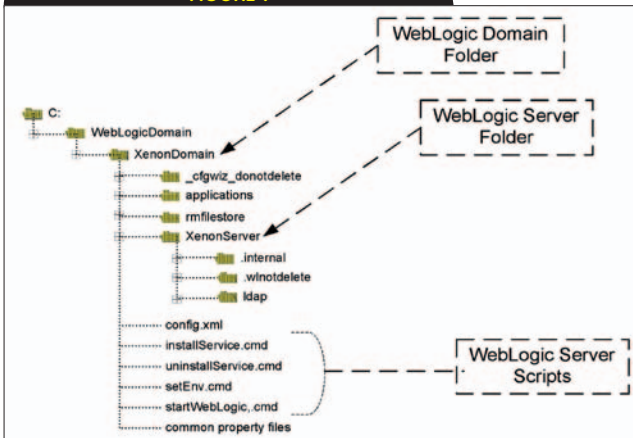 WebLogic Domain
Folder
C:
WebLogicDomain
WebLogic Server
Folder
XenonDomain
_cfgwiz_donotdelete
applications
rmfilestore
XenonServer
.internal
.wlnotdelete
ldap
config.xml
installService.cmd
uninstallService.cmd
setEnv.cmd
startWebLogic,.cmd
common property files
WebLogic Server
Scripts